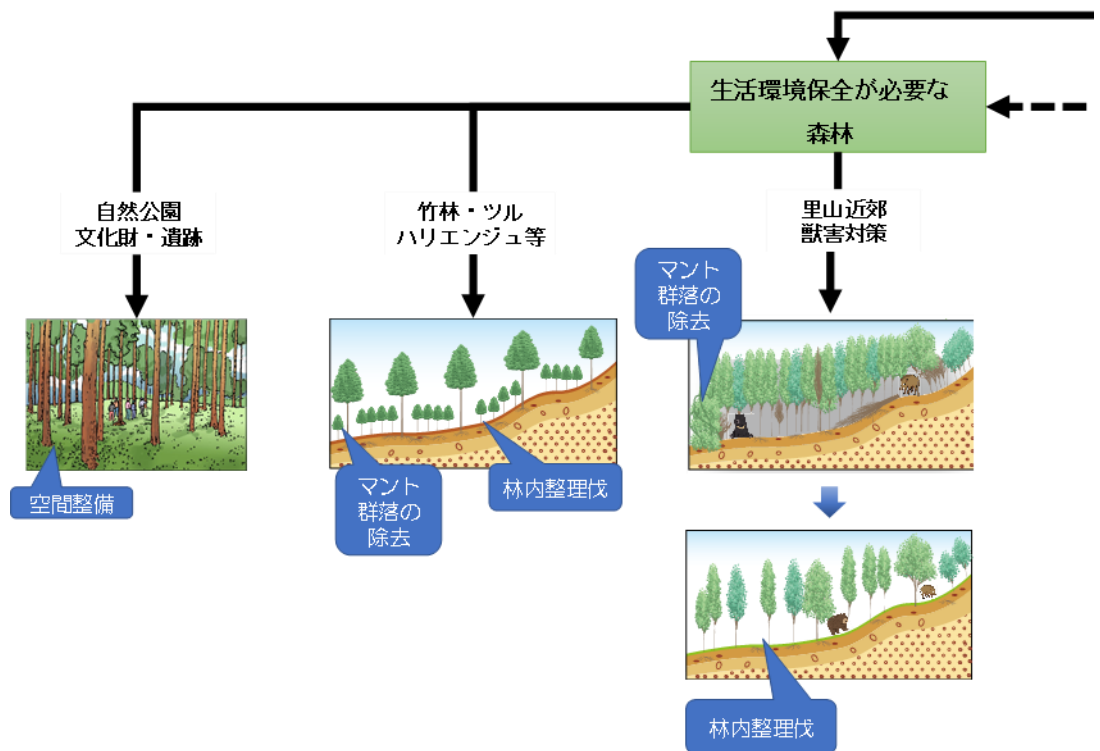 生活環境保全が必要な
森林
自然公園
文化財・遺跡
竹林・ツル
ハリエンジュ等
里山近郊
獣害対策
マント
群落の
除去
空間整備
マント
群落の
除去
林内整理伐
林内整理伐